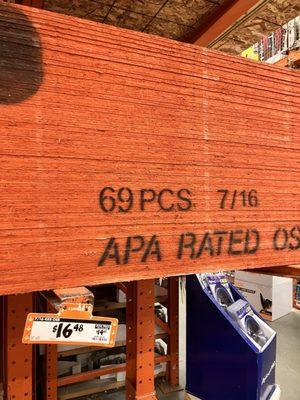 69 PCS. 7/16
APA RATED OS
$16 48